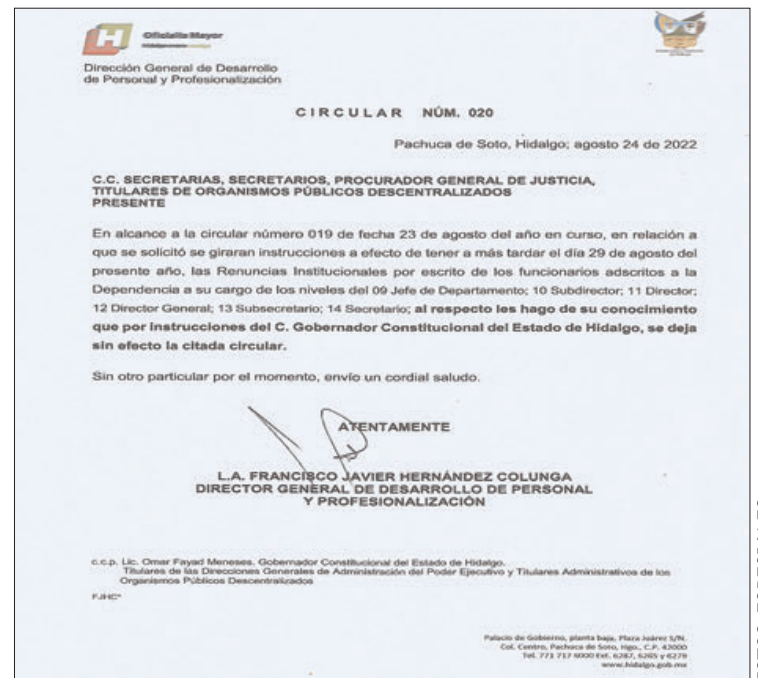 Oficialía Mayor
Dirección General de Desarrollo
de Personal y Profesionalización
CIRCULAR NÚM. 020
Pachuca de Soto, Hidalgo; agosto 24 de 2022
C.C. SECRETARIAS, SECRETARIOS, PROCURADOR GENERAL DE JUSTICIA,
TITULARES DE ORGANISMOS PÚBLICOS DESCENTRALIZADOS
PRESENTE
En alcance a la circular número 019 de fecha 23 de agosto del año en curso, en relación a
que se solicitó se giraran instrucciones a efecto de tener a más tardar el día 29 de agosto del
presente año, las Renuncias Institucionales por escrito de los funcionarios adscritos a la
Dependencia a su cargo de los niveles del 09 Jefe de Departamento; 10 Subdirector; 11 Director;
12 Director General; 13 Subsecretario; 14 Secretario; al respecto les hago de su conocimiento
que por instrucciones del C. Gobernador Constitucional del Estado de Hidalgo, se deja
sin efecto la citada circular.
Sin otro particular por el momento, envío un cordial saludo.
ATENTAMENTE
L.A. FRANCISCO JAVIER HERNÁNDEZ COLUNGA
DIRECTOR GENERAL DE DESARROLLO DE PERSONAL
Y PROFESIONALIZACIÓN
c.c.p. Lic. Omar Fayad Meneses. Gobernador Constitucional del Estado de Hidalgo.
Titulares de las Direcciones Generales de Administración del Poder Ejecutivo y Titulares Administrativos de los
Organismos Públicos Descentralizados
FJHC*
Palacio de Gobierno, planta baja, Plaza Juárez S/N.
Col. Centro, Pachuca de Soto, Hgo., C.P. 42000
Tel. 771 717 6000 Ext. 6287, 6265 y 6279
www.hidalgo.gob.mx